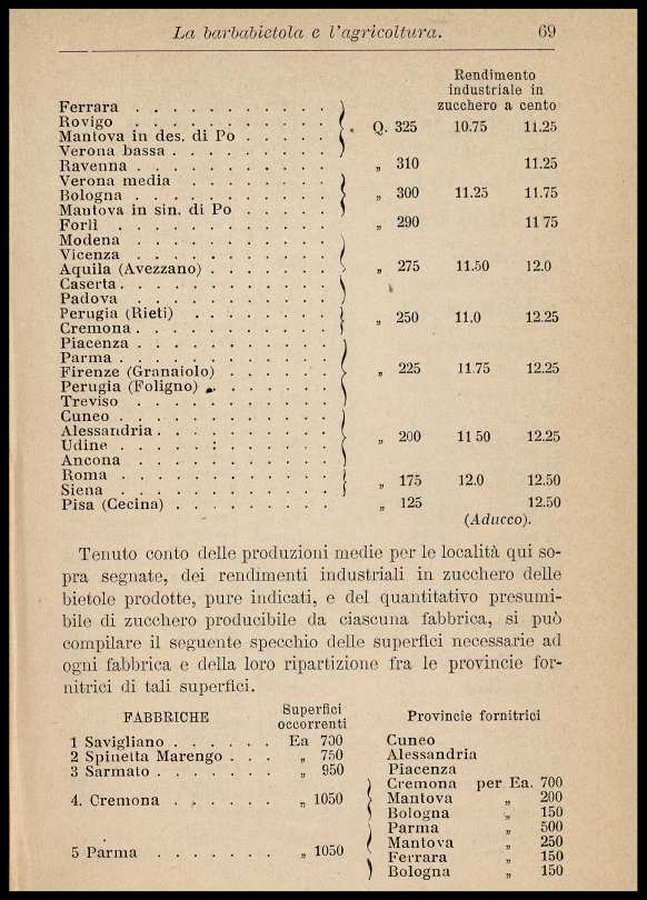 La barbabietola e l'agricoltura. 69
Rendimento
industriale in
zucchero a cento
Ferrara . . . . . . . . . . .
Rovigo . . . . . . . . . . .
Mantova in des. di Po . . . . . Q. 325 10.75 11.25
Verona bassa . . . . . . . . .
Ravenna . . . . . . . . . . . „ 310 11.25
Verona media . . . . . . . .
Bologna . . . . . . . . . . . „ 300 11.25 11.75
Mantova in sin. di Po . . . . .
Forlì . . . . . . . . . . . „ 290 11 75
Modena . . . . . . . . . . .
Vicenza . . . . . . . . . . .
Aquila (Avezzano) . . . . . . . „ 275 11.50 12.0
Caserta . . . . . . . . . . .
Padova . . . . . . . . . . .
Perugia (Rieti) . . . . . . . „ 250 11.0 12.25
Cremona . . . . . . . . . . .
Piacenza . . . . . . . . . . .
Parma . . . . . . . . . . . .
Firenze (Granaiolo) . . . . . . „ 225 11.75 12.25
Perugia (Foligno) . . . . . . .
Treviso . . . . . . . . . . .
Cuneo . . . . . . . . . . . .
Alessandria . . . . . . . . . . „ 200 11 50 12.25
Udine . . . . . . . . . . . .
Ancona . . . . . . . . . . .
Roma . . . . . . . . . . . . „ 175 12.0 12.50
Siena . . . . . . . . . . . .
Pisa (Cecina) . . . . . . . . . „ 125 12.50
(Aducco).
Tenuto conto delle produzioni medie per le località qui so-
pra segnate, dei rendimenti industriali in zucchero delle
bietole prodotte, pure indicati, e del quantitativo presumi-
bile di zucchero producibile da ciascuna fabbrica, si può
compilare il seguente specchio delle superfici necessarie ad
ogni fabbrica e della loro ripartizione fra le provincie for-
nitrici di tali superfici.
FABBRICHE Superfici occorrenti Provincie fornitrici
1 Savigliano . . . . . . Ea 700 Cuneo
2 Spinetta Marengo . . . „ 750 Alessandria
3 Sarmato . . . . . . . „ 950 Piacenza
Cremona per Ea. 700
4. Cremona . . . . . . „ 1050 Mantova „ 200
Bologna „ 150
Parma „ 500
Mantova „ 250
5 Parma . . . . . . . „ 1050 Ferrara „ 150
Bologna „ 150